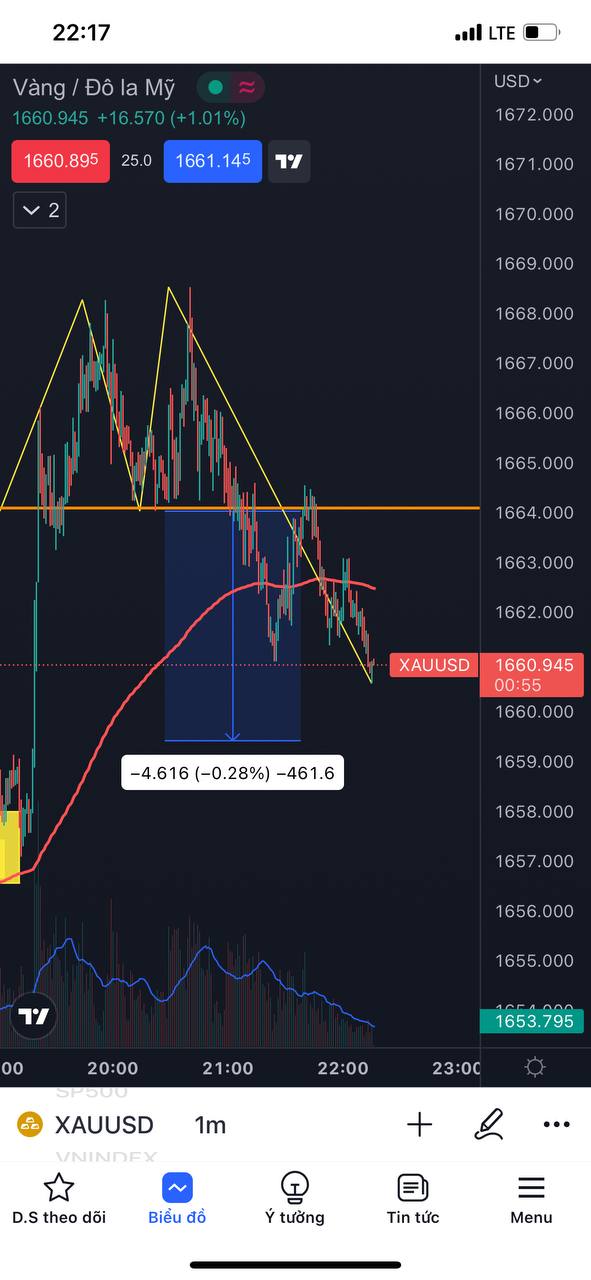 22:17
LTE
Vàng / Đô la Mỹ
USD
1660.945 +16.570 (+1.01%)
1660.895 25.0 1661.145
2
1672.000
1671.000
1670.000
1669.000
1668.000
1667.000
1666.000
1665.000
1664.000
1663.000
1662.000
XAUUSD 1660.945
00:55
1660.000
1659.000
−4.616 (−0.28%) −461.6
1658.000
1657.000
1656.000
1655.000
1654.000
1653.795
:00 20:00 21:00 22:00 23:00
SP500
XAUUSD 1m
VNINDEX
D.S theo dõi Biểu đồ Ý tưởng Tin tức Menu